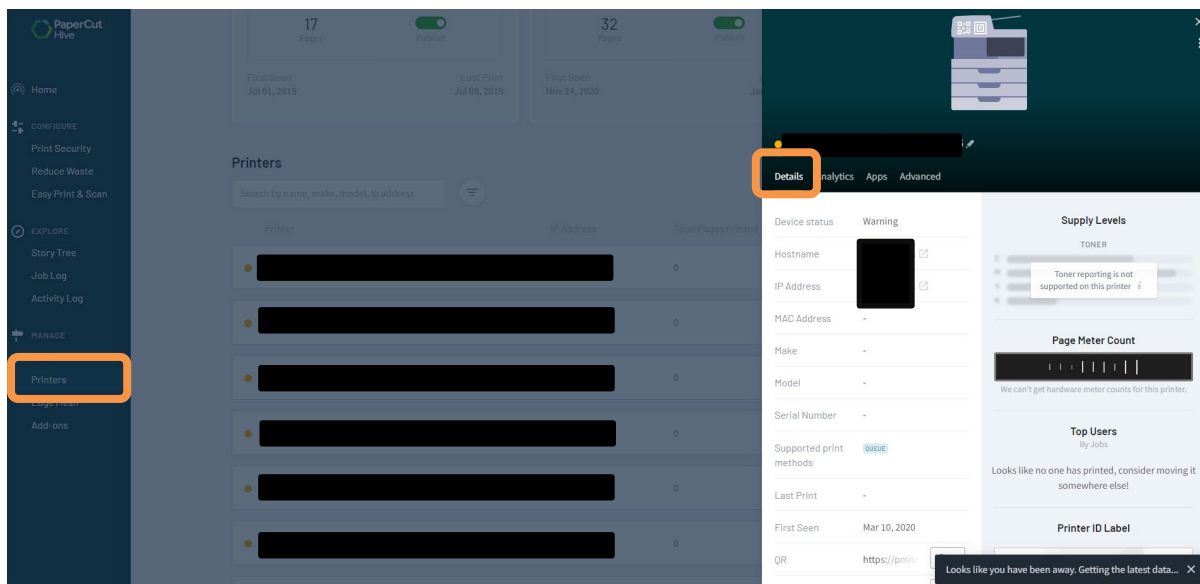 PaperCut
Hive
Home
CONFIGURE
Print Security
Reduce Waste
Easy Print & Scan
EXPLORE
Story Tree
Job Log
Activity Log
MANAGE
Printers
Edge Mesh
Add-ons
17
Pages
Publish
First Seen
Last Print
Jul 01, 2019
Jul 08, 2019
32
Pages
Publish
First Seen
Nov 24, 2020
Printers
Search by name, make, model, ip address
Printer
IP Address
Total Pages Printed
0
0
0
0
0
0
Details
nalytics
Apps
Advanced
Device status
Warning
Hostname
IP Address
MAC Address
-
Make
-
Model
-
Serial Number
-
Supported print
methods
QUEUE
Last Print
-
First Seen
Mar 10, 2020
QR
Supply Levels
TONER
C
M
Y
K
Toner reporting is not
supported on this printer i
Page Meter Count
We can't get hardware meter counts for this printer.
Top Users
By Jobs
Looks like no one has printed, consider moving it
somewhere else!
Printer ID Label
Looks like you have been away. Getting the latest data...